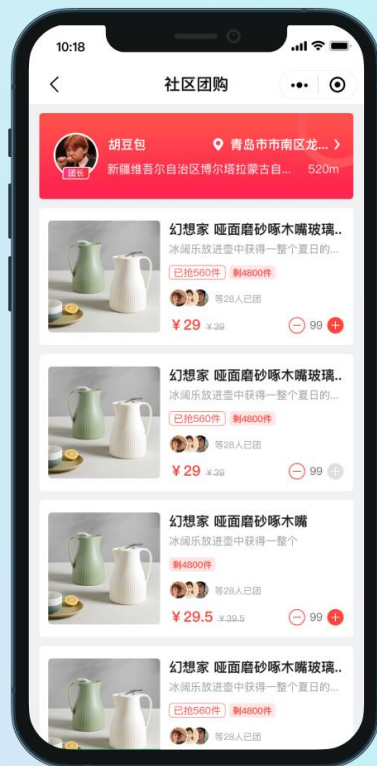 10:18
社区团购
胡豆包
青岛市市南区龙...
团长
新疆维吾尔自治区博尔塔拉蒙古自...
520m
幻想家 哑面磨砂啄木嘴玻璃..
冰阔乐放进壶中获得一整个夏日的...
已抢560件 剩4800件
等28人已团
¥29 ¥39
99
幻想家 哑面磨砂啄木嘴玻璃..
冰阔乐放进壶中获得一整个夏日的...
已抢560件 剩4800件
等28人已团
¥29 ¥39
99
幻想家 哑面磨砂啄木嘴
冰阔乐放进壶中获得一整个
剩4800件
等28人已团
¥29.5 ¥39.5
99
幻想家 哑面磨砂啄木嘴玻璃..
冰阔乐放进壶中获得一整个夏日的...
已抢560件 剩4800件
等28人已团